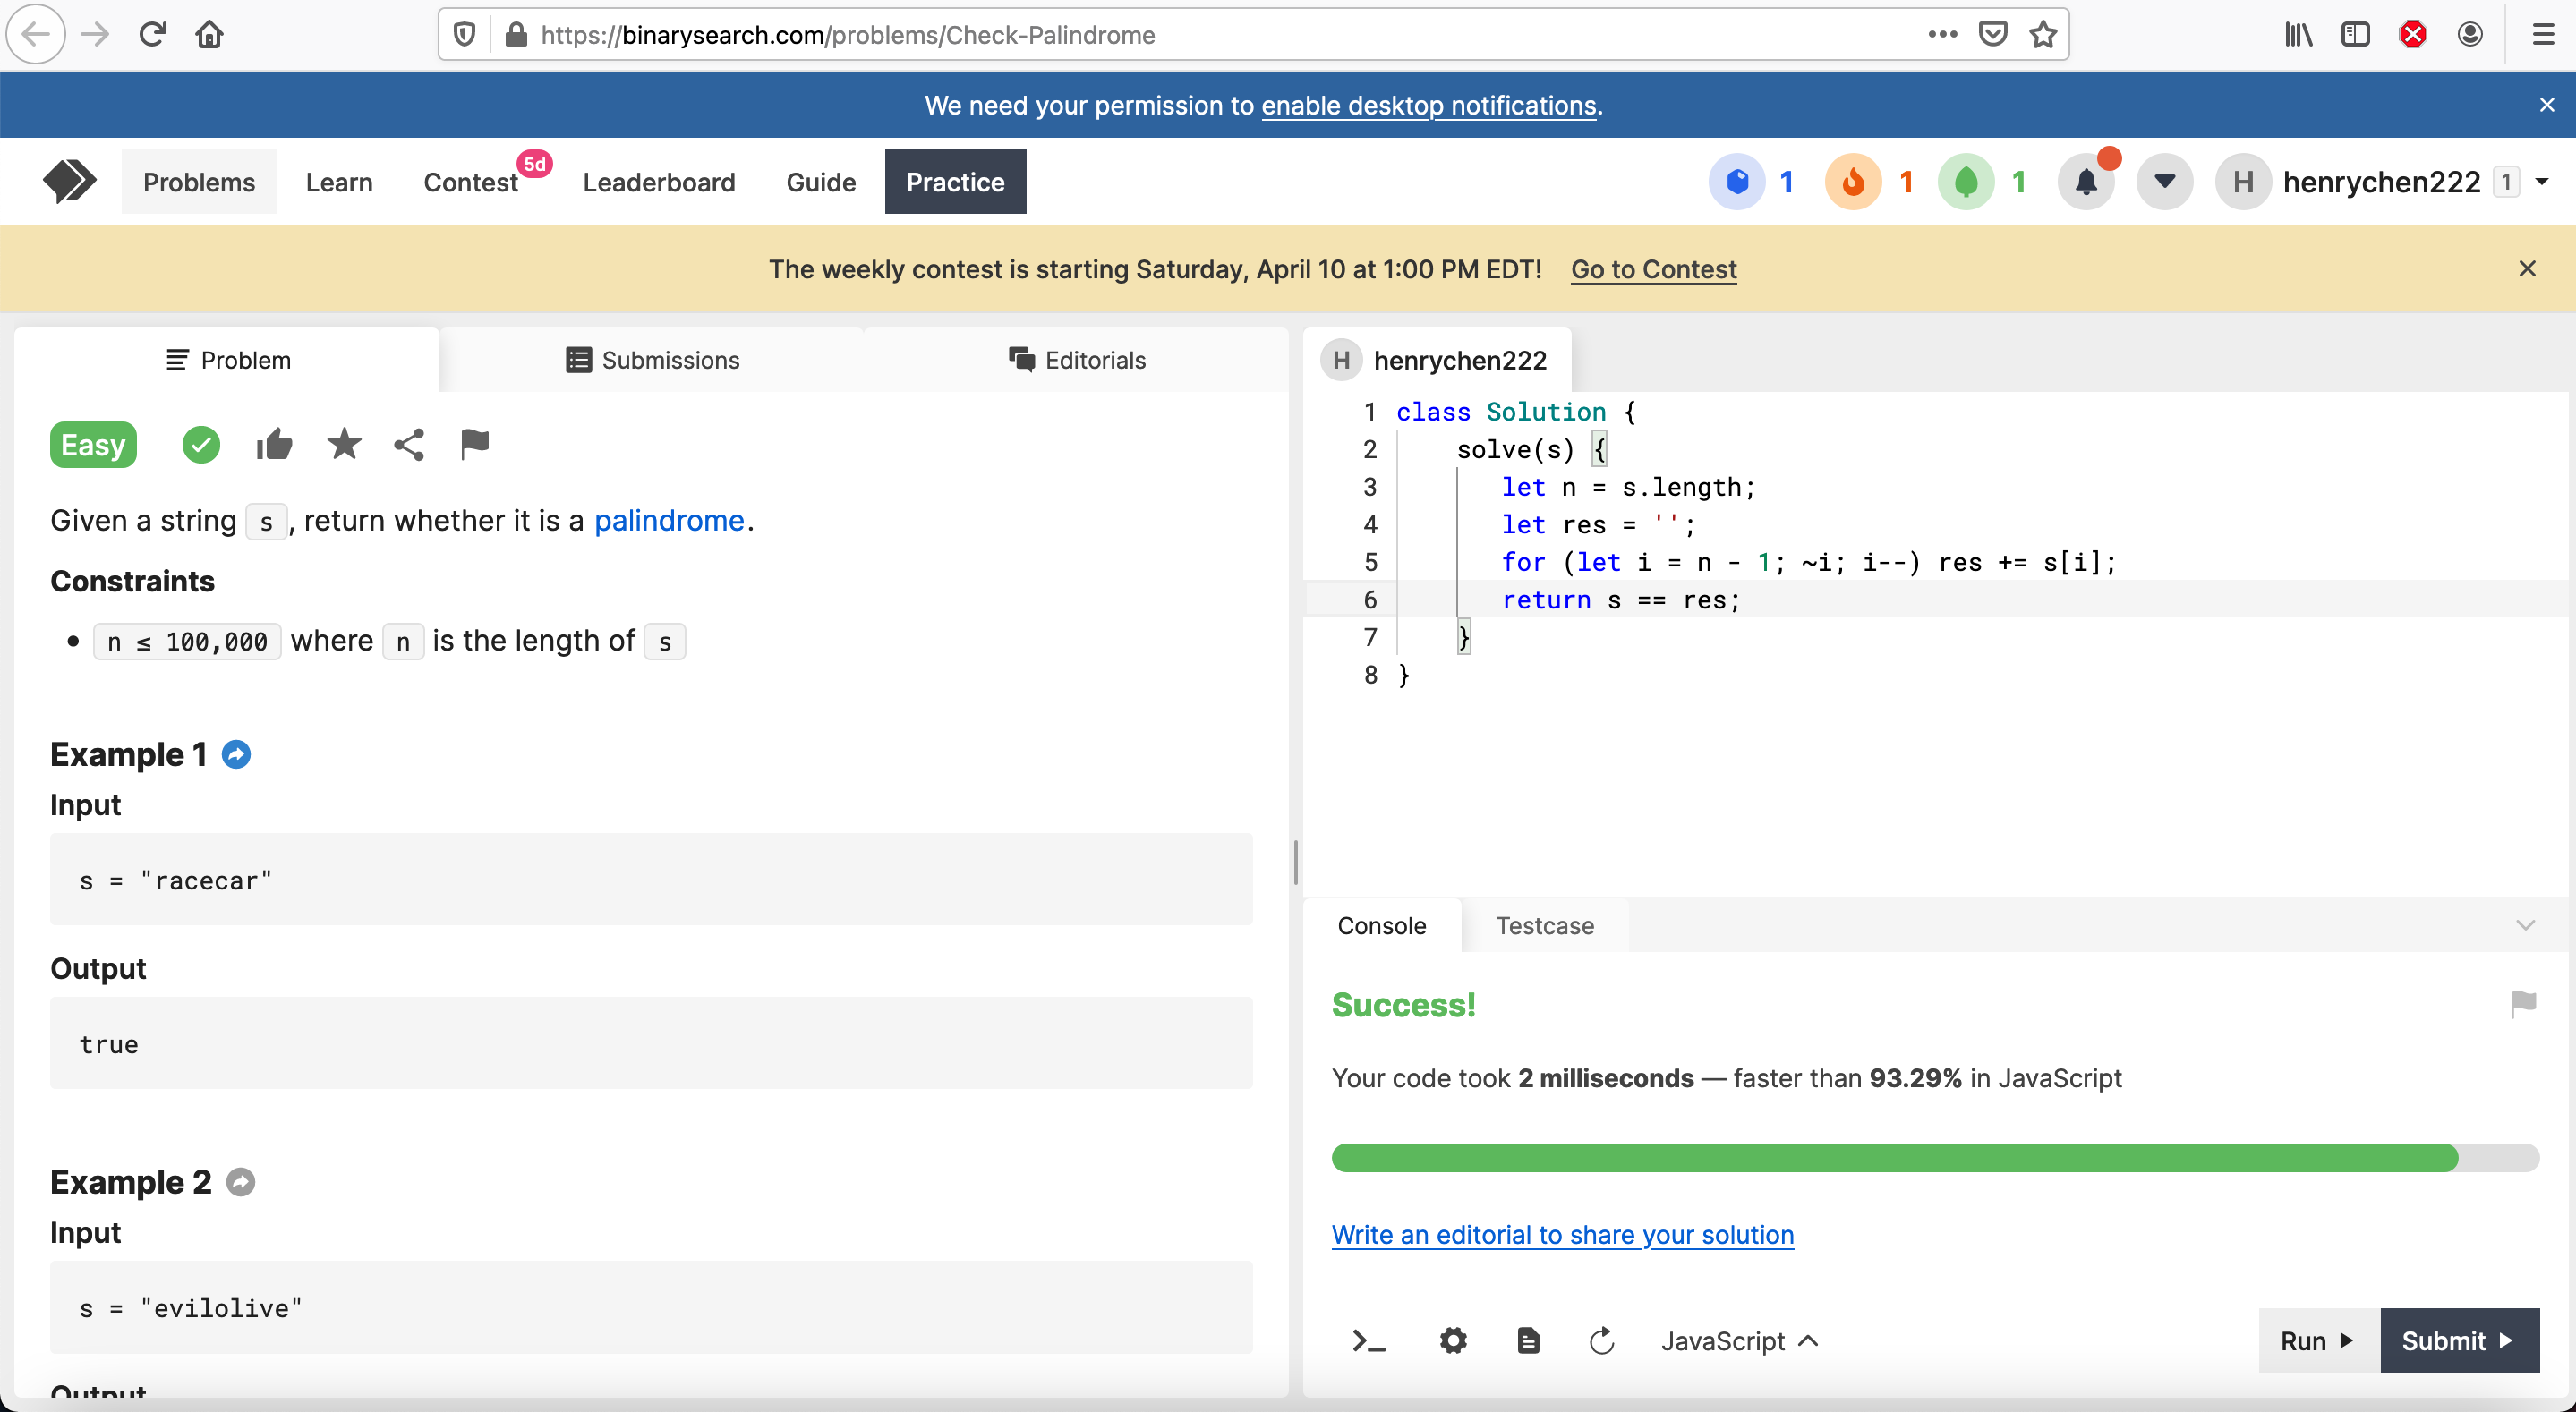 https://binarysearch.com/problems/Check-Palindrome
We need your permission to enable desktop notifications.
Problems
Learn
Contest
5d
Leaderboard
Guide
Practice
1
1
1
H
henrychen222
1
The weekly contest is starting Saturday, April 10 at 1:00 PM EDT! Go to Contest
Problem
Submissions
Editorials
Easy
Given a string s, return whether it is a palindrome.
Constraints
• n ≤ 100,000 where n is the length of s
Example 1
Input
s = "racecar"
Output
true
Example 2
Input
s = "evilolive"
Output
H henrychen222
1 class Solution {
2     solve(s) {
3        let n = s.length;
4        let res = '';
5        for (let i = n - 1; ~i; i--) res += s[i];
6        return s == res;
7     }
8 }
Console
Testcase
Success!
Your code took 2 milliseconds — faster than 93.29% in JavaScript
Write an editorial to share your solution
JavaScript
Run
Submit